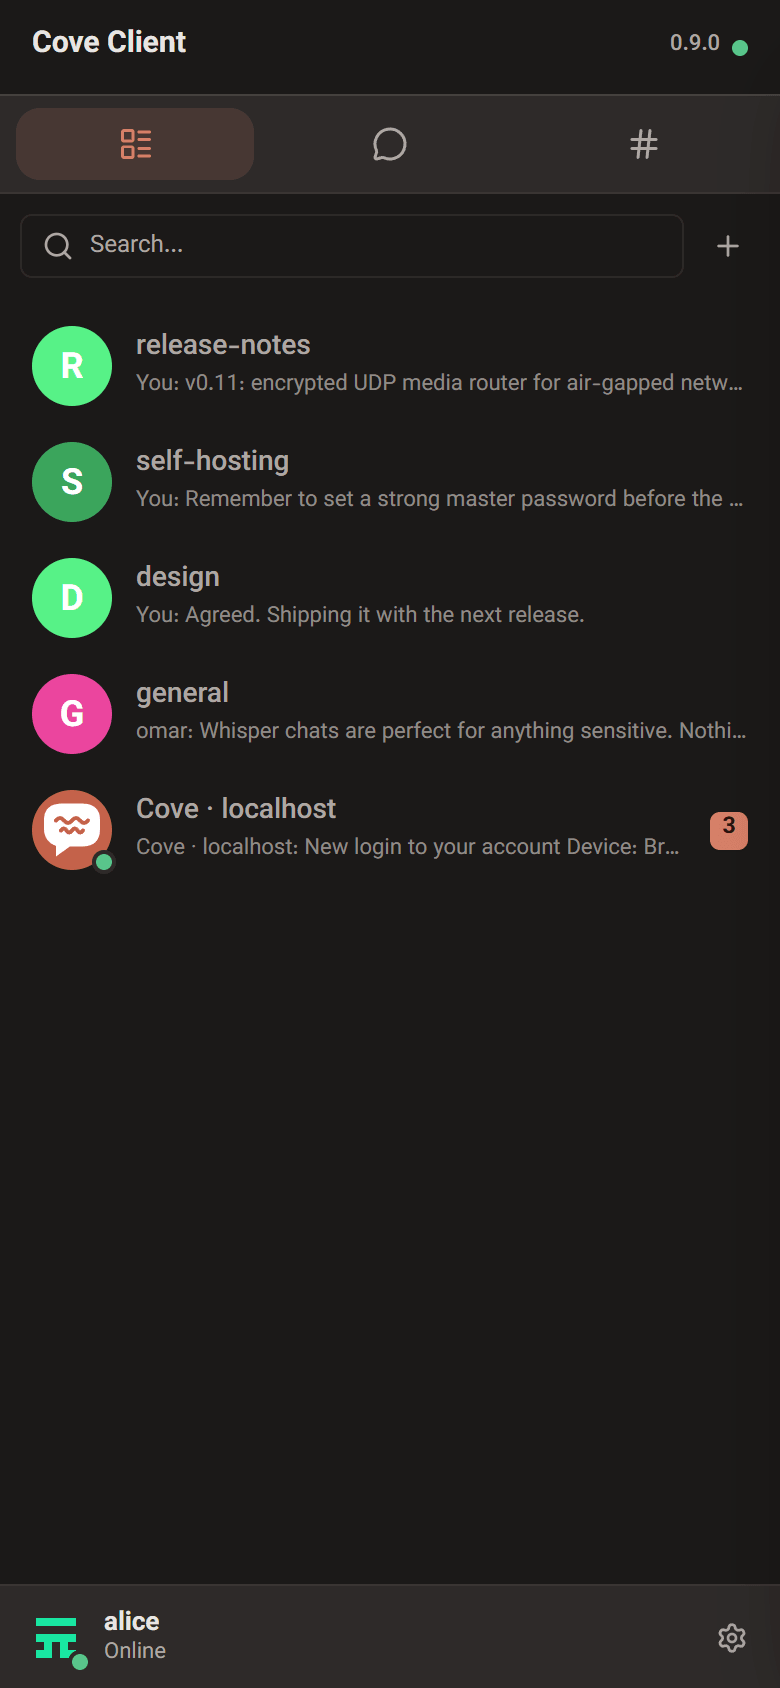 Cove Client
0.9.0
Search...
R
release-notes
You: v0.11: encrypted UDP media router for air-gapped netw...
S
self-hosting
You: Remember to set a strong master password before the ...
D
design
You: Agreed. Shipping it with the next release.
G
general
omar: Whisper chats are perfect for anything sensitive. Nothi...
Cove · localhost
Cove · localhost: New login to your account Device: Br...
3
alice
Online